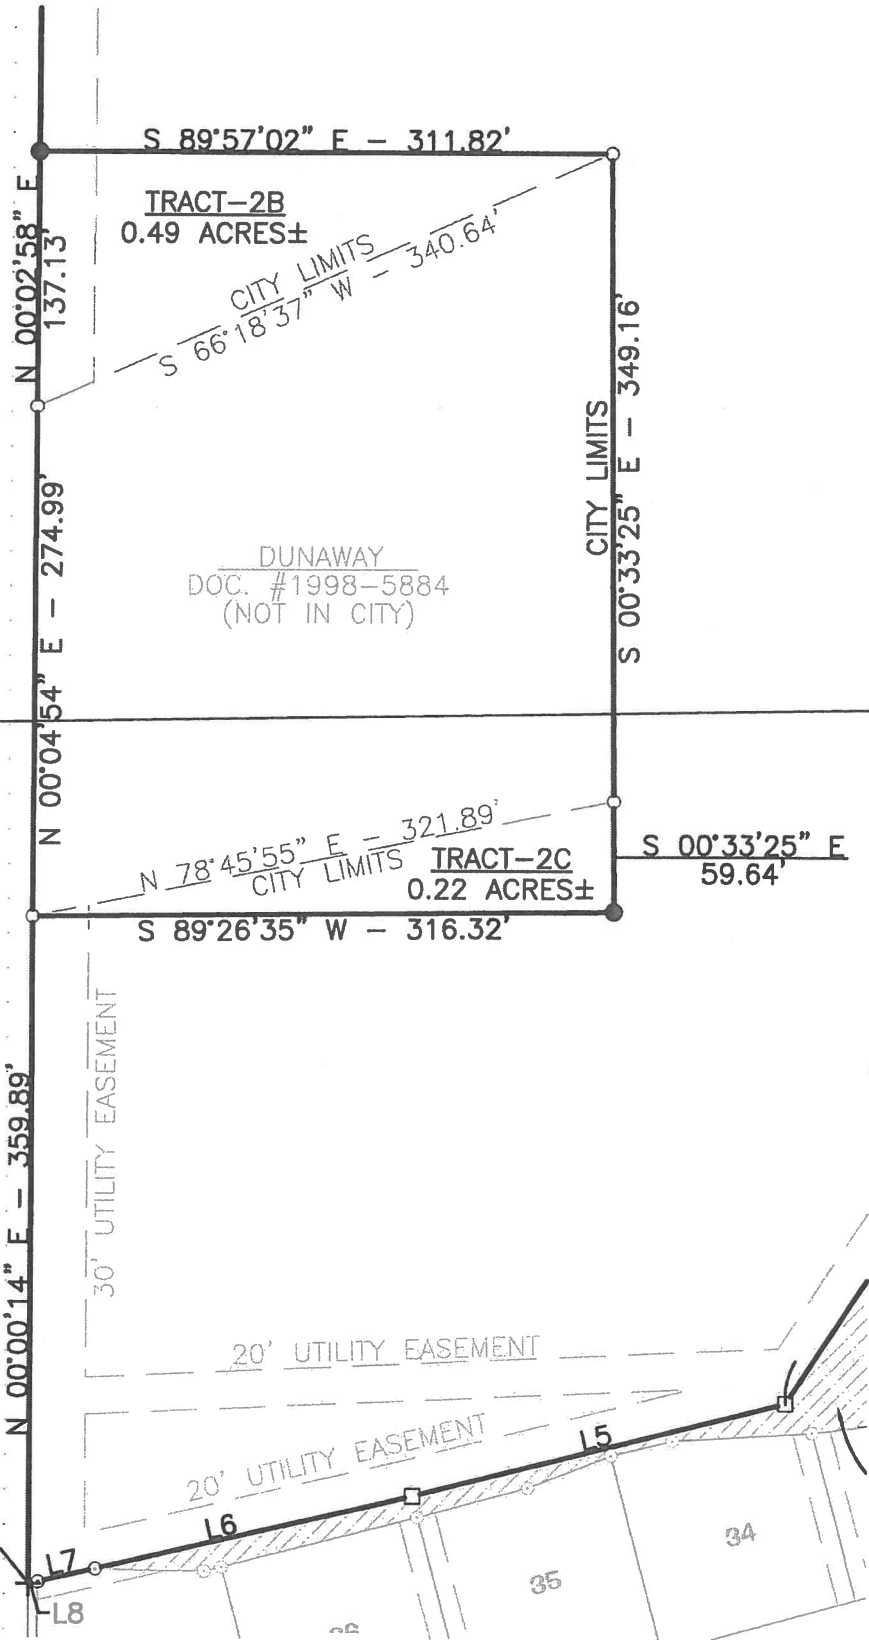 S 89°57'02" E - 311.82'
TRACT-2B
0.49 ACRES±
N 00°02'58" E
137.13'
CITY LIMITS
S 66°18'37" W - 340.64'
CITY LIMITS
S 00°33'25" E - 349.16'
N 00°04'54" E - 274.99'
DUNAWAY
DOC. #1998-5884
(NOT IN CITY)
N 78°45'55" E - 321.89'
CITY LIMITS
TRACT-2C
0.22 ACRES±
S 00°33'25" E
59.64'
S 89°26'35" W - 316.32'
N 00°00'14" E - 359.89'
30' UTILITY EASEMENT
20' UTILITY EASEMENT
20' UTILITY EASEMENT
L5
L6
L7
L8
34
35